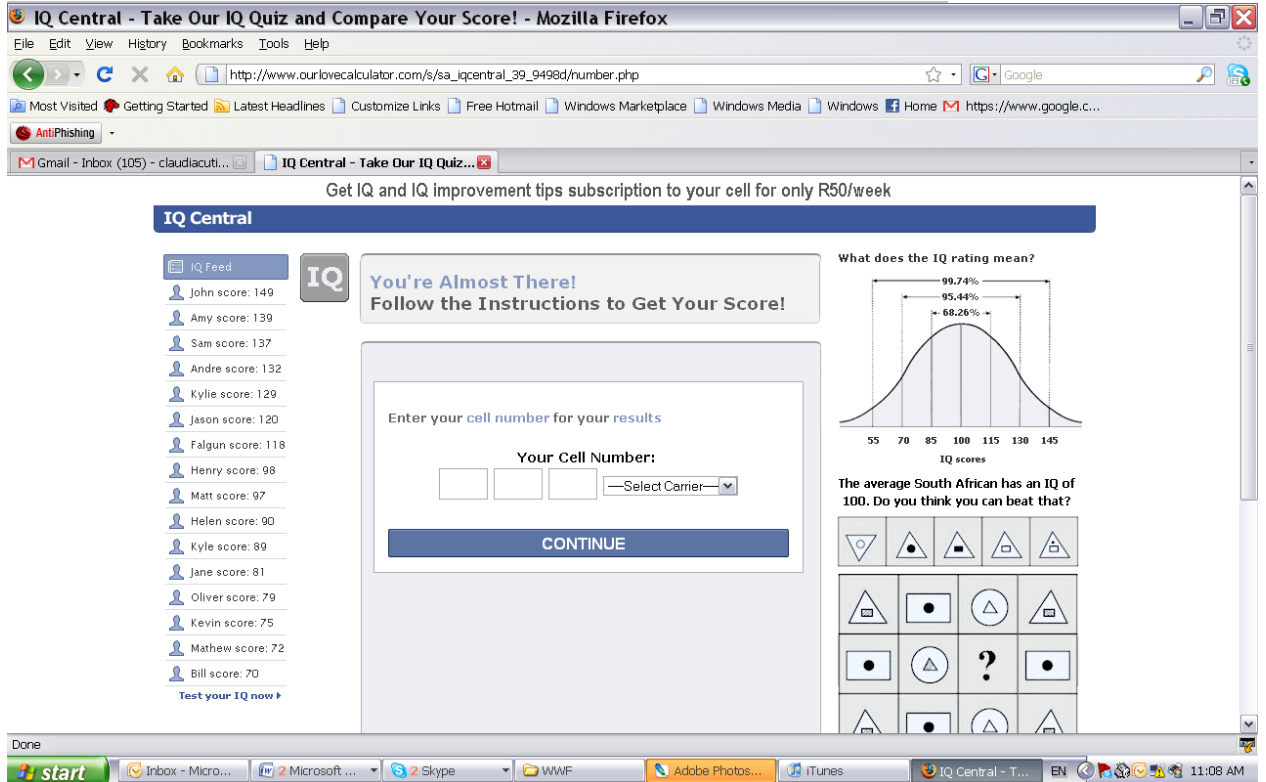 IQ Central - Take Our IQ Quiz and Compare Your Score! - Mozilla Firefox
File Edit View History Bookmarks Tools Help
http://www.ourlovecalculator.com/s/sa_iqcentral_39_9498d/number.php
G Google
Most Visited Getting Started Latest Headlines Customize Links Free Hotmail Windows Marketplace Windows Media Windows Home https://www.google.c...
AntiPhishing
Gmail - Inbox (105) - claudiacuti... IQ Central - Take Our IQ Quiz...
Get IQ and IQ improvement tips subscription to your cell for only R50/week
IQ Central
IQ Feed
John score: 149
Amy score: 139
Sam score: 137
Andre score: 132
Kylie score: 129
Jason score: 120
Falgun score: 118
Henry score: 98
Matt score: 97
Helen score: 90
Kyle score: 89
Jane score: 81
Oliver score: 79
Kevin score: 75
Mathew score: 72
Bill score: 70
Test your IQ now
IQ
You're Almost There!
Follow the Instructions to Get Your Score!
Enter your cell number for your results
Your Cell Number:
—Select Carrier—
CONTINUE
What does the IQ rating mean?
99.74%
95.44%
68.26%
55 70 85 100 115 130 145
IQ scores
The average South African has an IQ of
100. Do you think you can beat that?
?
Done
start Inbox - Micro... 2 Microsoft ... 2 Skype WWF Adobe Photos... iTunes IQ Central - T... EN 11:08 AM